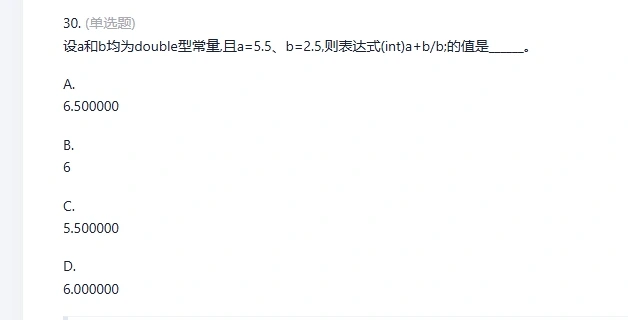 30. (单选题)
设a和b均为double型常量,且a=5.5、b=2.5,则表达式(int)a+b/b;的值是_____。
A.
6.500000
B.
6
C.
5.500000
D.
6.000000